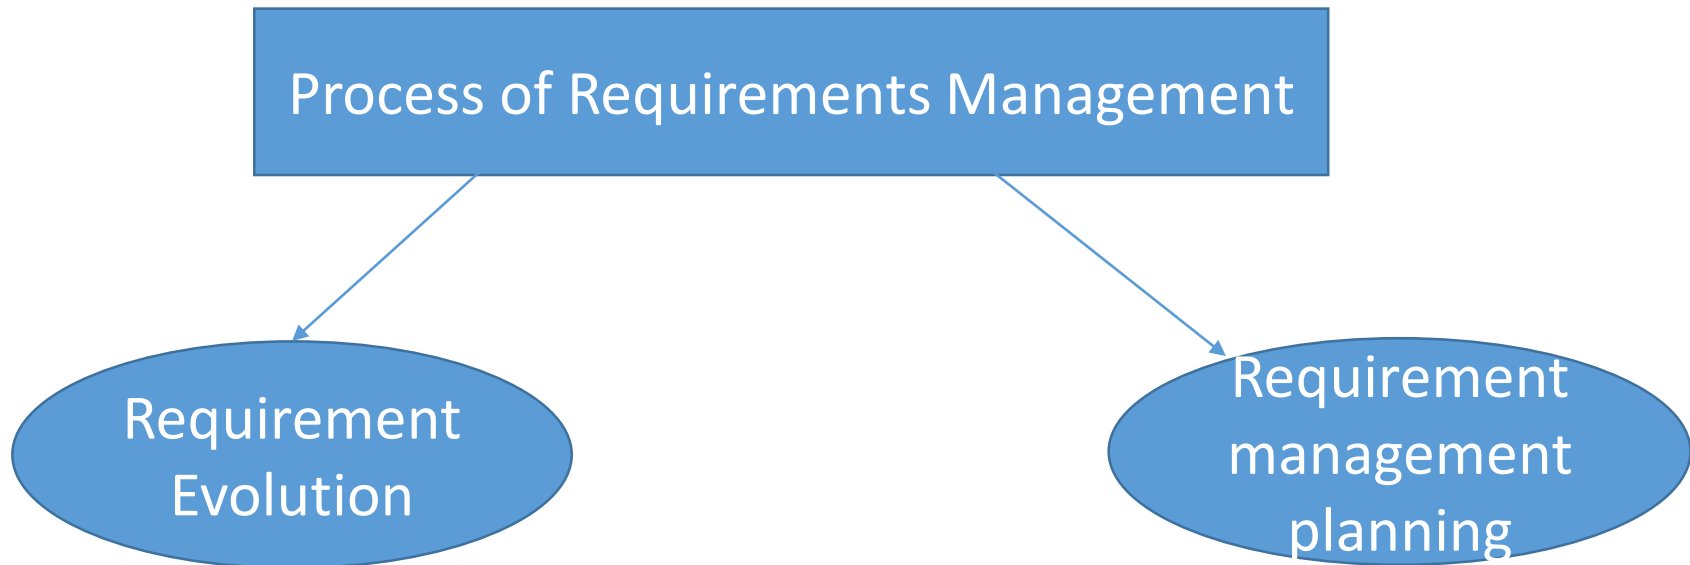 Process of Requirements Management
Requirement
Evolution
Requirement
management
planning